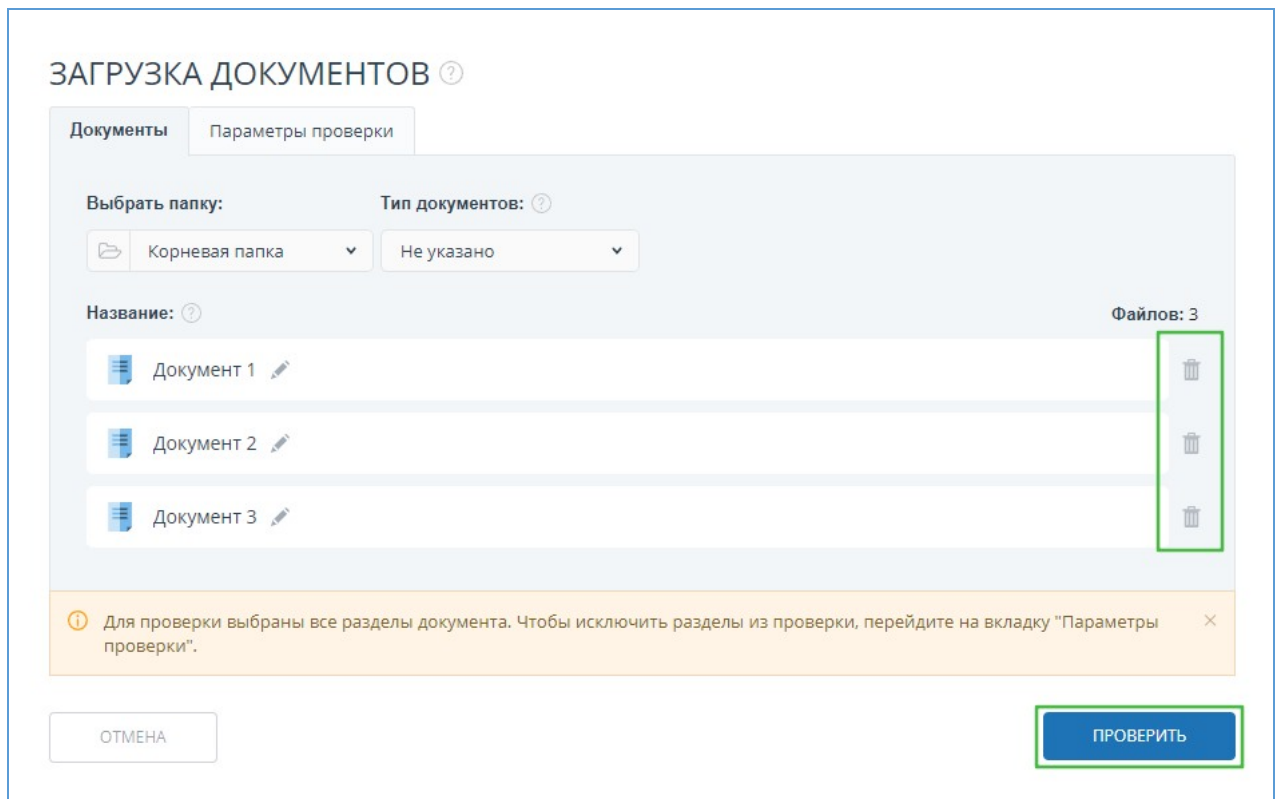 ЗАГРУЗКА ДОКУМЕНТОВ ?
Документы Параметры проверки
Выбрать папку: Тип документов: ?
Корневая папка Не указано
Название: ? Файлов: 3
Документ 1
Документ 2
Документ 3
Для проверки выбраны все разделы документа. Чтобы исключить разделы из проверки, перейдите на вкладку "Параметры
проверки".
ОТМЕНА ПРОВЕРИТЬ